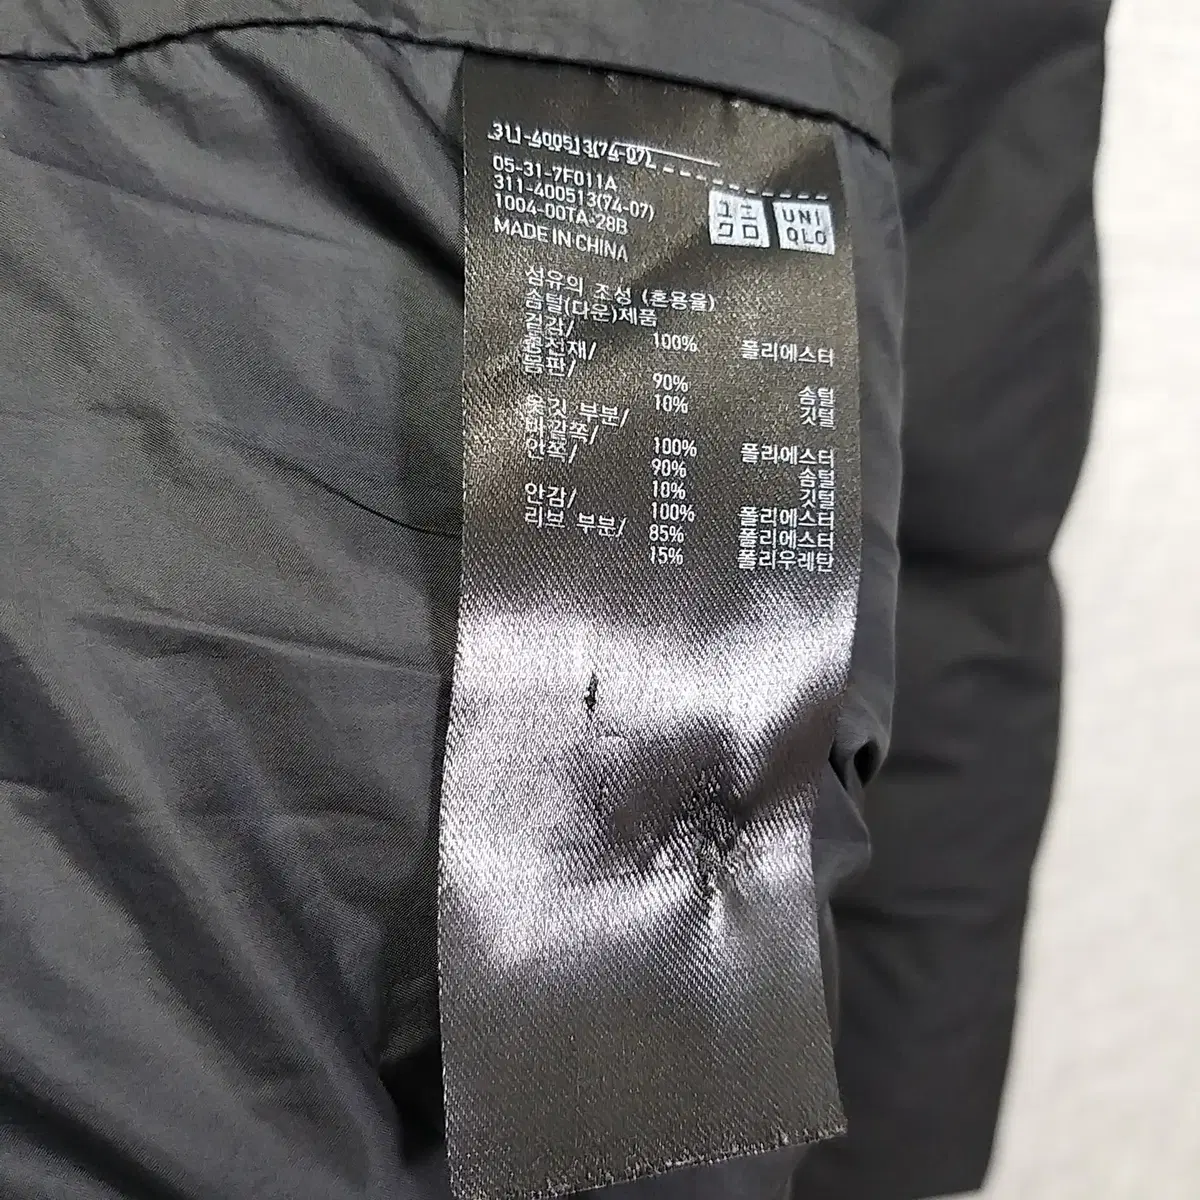 311-400513(74-07)
05-31-7F011A
311-400513(74-07)
1004-00TA-28B
MADE IN CHINA
ユニ
クロ
UNI
QLO
섬유의 조성 (혼용율)
솜털(다운)제품
겉감/ 100% 폴리에스터
충전재/
몸판/ 90% 솜털
10% 깃털
옷깃 부분/
바깥쪽/ 100% 폴리에스터
안쪽/ 90% 솜털
10% 깃털
안감/ 100% 폴리에스터
리브 부분/ 85% 폴리에스터
15% 폴리우레탄